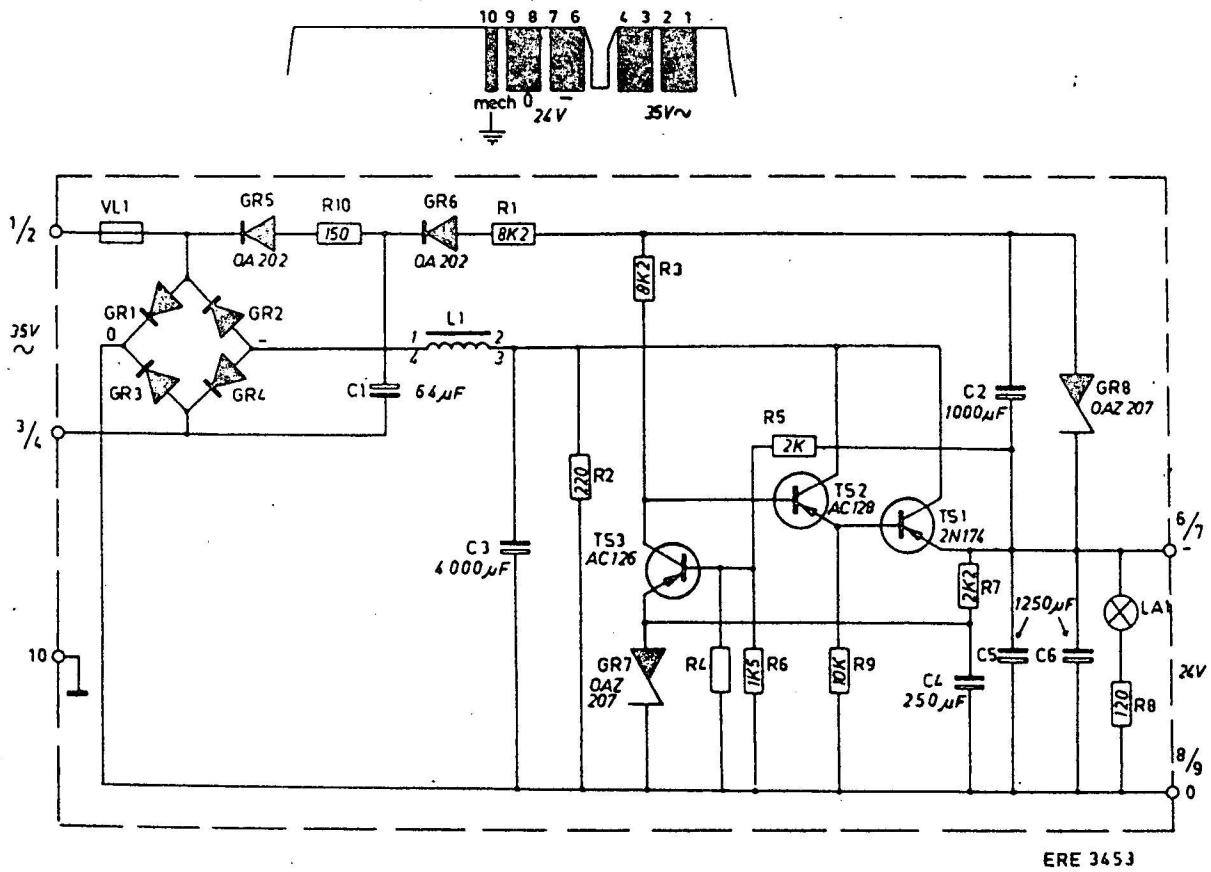 10 9 8 7 6 4 3 2 1
mech 0 –
24V 35V~
1/2 VL1 GR5 R10 GR6 R1
150 8K2
OA 202 OA 202
8K2 R3
GR1 GR2
35V ~ 0 – 1 L1 2
4 3
GR3 GR4 C1 64µF
C2 GR8
1000µF OAZ 207
3/4
R5
2K
220 R2
TS2
AC128
TS1
2N174
6/7
–
C3 TS3
4000µF AC126
2K2 R7
1250µF LA1
10
GR7 R4 1K5 R6 10K R9 C4 C5 C6 24V
OAZ 250µF 120 R8
207
8/9
0
ERE 3453